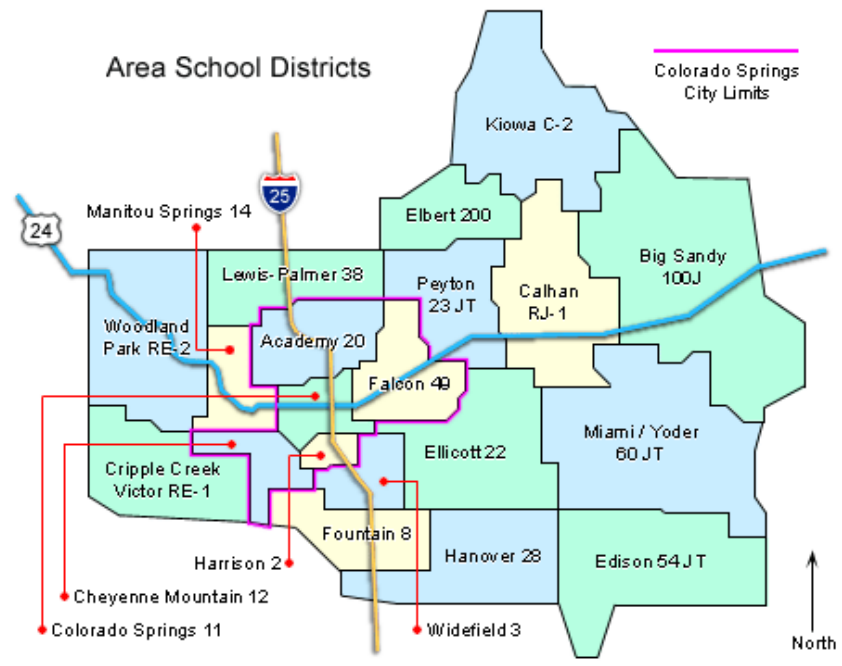 Area School Districts
Colorado Springs
City Limits
Kiowa C-2
25
Manitou Springs 14
Elbert 200
24
Lewis-Palmer 38
Peyton
23 JT
Calhan
RJ-1
Big Sandy
100J
Woodland
Park RE-2
Academy 20
Falcon 49
Miami / Yoder
60 JT
Ellicott 22
Cripple Creek
Victor RE-1
Fountain 8
Harrison 2
Hanover 28
Edison 54 JT
Cheyenne Mountain 12
Colorado Springs 11
Widefield 3
North